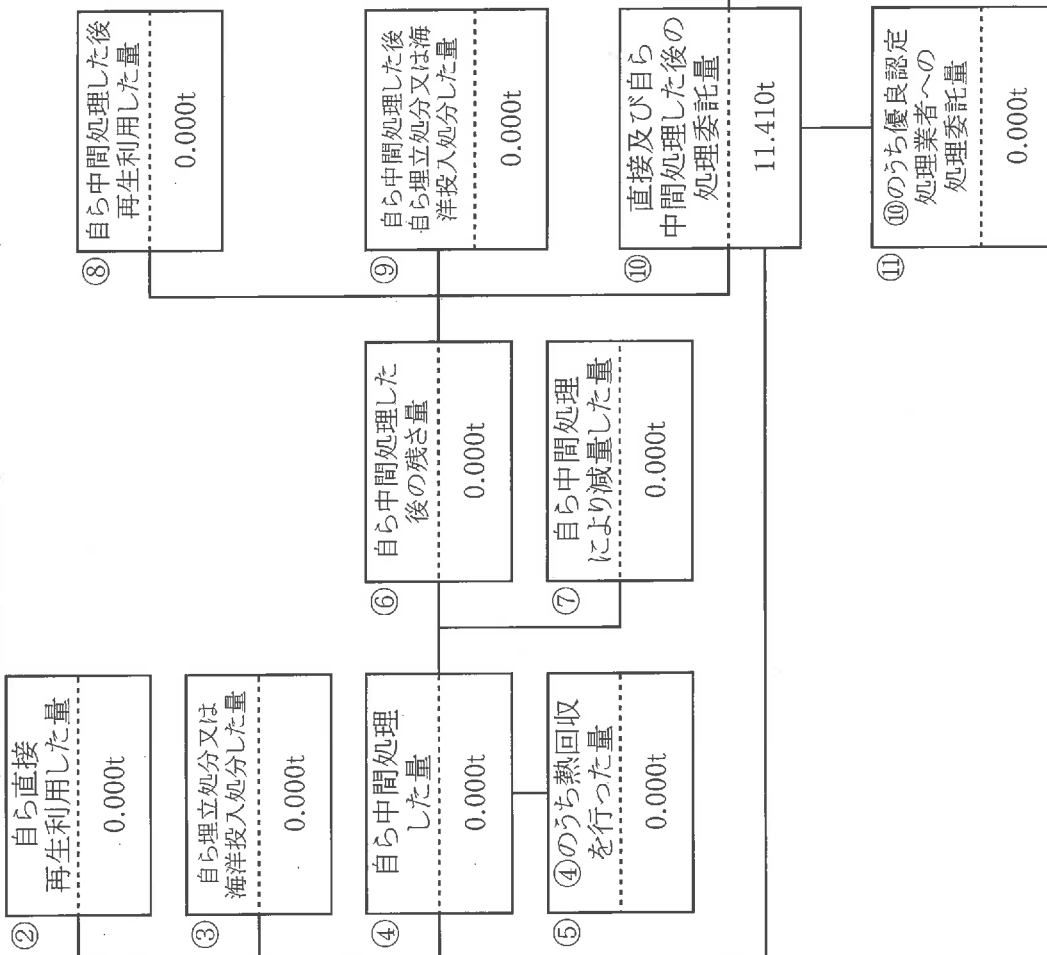 ②
自ら直接
再生利用した量
0.000t
③
自ら埋立処分又は
海洋投入処分した量
0.000t
④
自ら中間処理
した量
0.000t
⑤
④のうち熱回収
を行った量
0.000t
⑥
自ら中間処理した
後の残さ量
0.000t
⑦
自ら中間処理
により減量した量
0.000t
⑧
自ら中間処理した後
再生利用した量
0.000t
⑨
自ら中間処理した後
自ら埋立処分又は海
洋投入処分した量
0.000t
⑩
直接及び自ら
中間処理した後の
処理委託量
11.410t
⑪
⑩のうち優良認定
処理業者への
処理委託量
0.000t